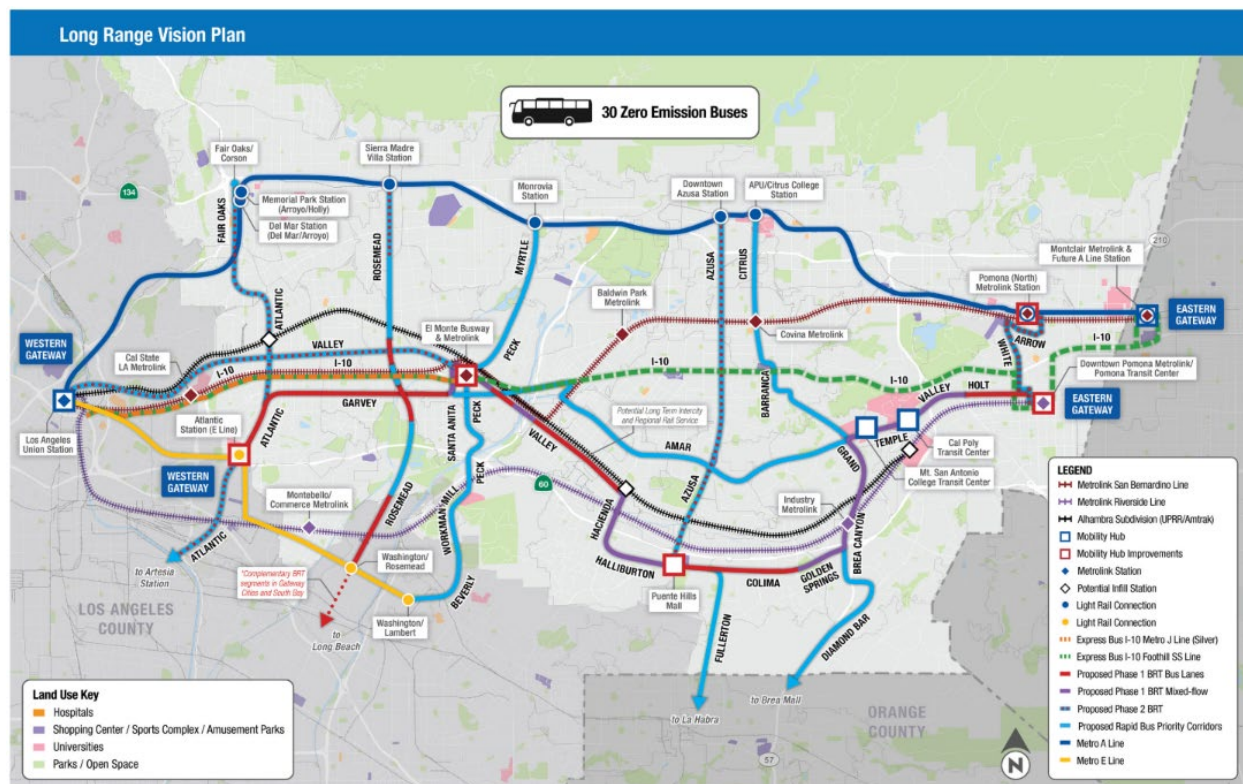 Long Range Vision Plan
30 Zero Emission Buses
Fair Oaks/
Corson
Sierra Madre
Villa Station
134
Memorial Park Station
(Arroyo/Holly)
Del Mar Station
(Del Mar/Arroyo)
FAIR OAKS
Monrovia
Station
Downtown
Azusa Station
APU/Citrus College
Station
210
Montclair Metrolink &
Future A Line Station
Pomona (North)
Metrolink Station
ROSEMEAD
MYRTLE
AZUSA
CITRUS
Baldwin Park
Metrolink
ATLANTIC
El Monte Busway
& Metrolink
Covina Metrolink
EASTERN
GATEWAY
WESTERN
GATEWAY
Cal State
LA Metrolink
VALLEY
I-10
I-10
PECK
ARROW
WHITE
I-10
I-10
Downtown Pomona Metrolink/
Pomona Transit Center
VALLEY
HOLT
EASTERN
GATEWAY
Los Angeles
Union Station
Atlantic
Station (E Line)
ATLANTIC
GARVEY
SANTA ANITA
PECK
Potential Long Term Intercity
and Regional Rail Service
BARRANCA
VALLEY
AMAR
GRAND
TEMPLE
Cal Poly
Transit Center
Mt. San Antonio
College Transit Center
WESTERN
GATEWAY
Montebello/
Commerce Metrolink
ROSEMEAD
PECK
WORKMAN MILL
60
HACIENDA
AZUSA
Industry
Metrolink
BREA CANYON
ATLANTIC
to Artesia
Station
Washington/
Rosemead
"Complementary BRT
segments in Gateway
Cities and South Bay
BEVERLY
HALLIBURTON
Puente Hills
Mall
COLIMA
GOLDEN
SPRINGS
LOS ANGELES
COUNTY
to
Long Beach
Washington/
Lambert
FULLERTON
DIAMOND BAR
to La Habra
to Brea Mall
ORANGE
COUNTY
57
N
Land Use Key
Hospitals
Shopping Center / Sports Complex / Amusement Parks
Universities
Parks / Open Space
LEGEND
Metrolink San Bernardino Line
Metrolink Riverside Line
Alhambra Subdivision (UPRR/Amtrak)
Mobility Hub
Mobility Hub Improvements
Metrolink Station
Potential Infill Station
Light Rail Connection
Light Rail Connection
Express Bus I-10 Metro J Line (Silver)
Express Bus I-10 Foothill SS Line
Proposed Phase 1 BRT Bus Lanes
Proposed Phase 1 BRT Mixed-flow
Proposed Phase 2 BRT
Proposed Rapid Bus Priority Corridors
Metro A Line
Metro E Line